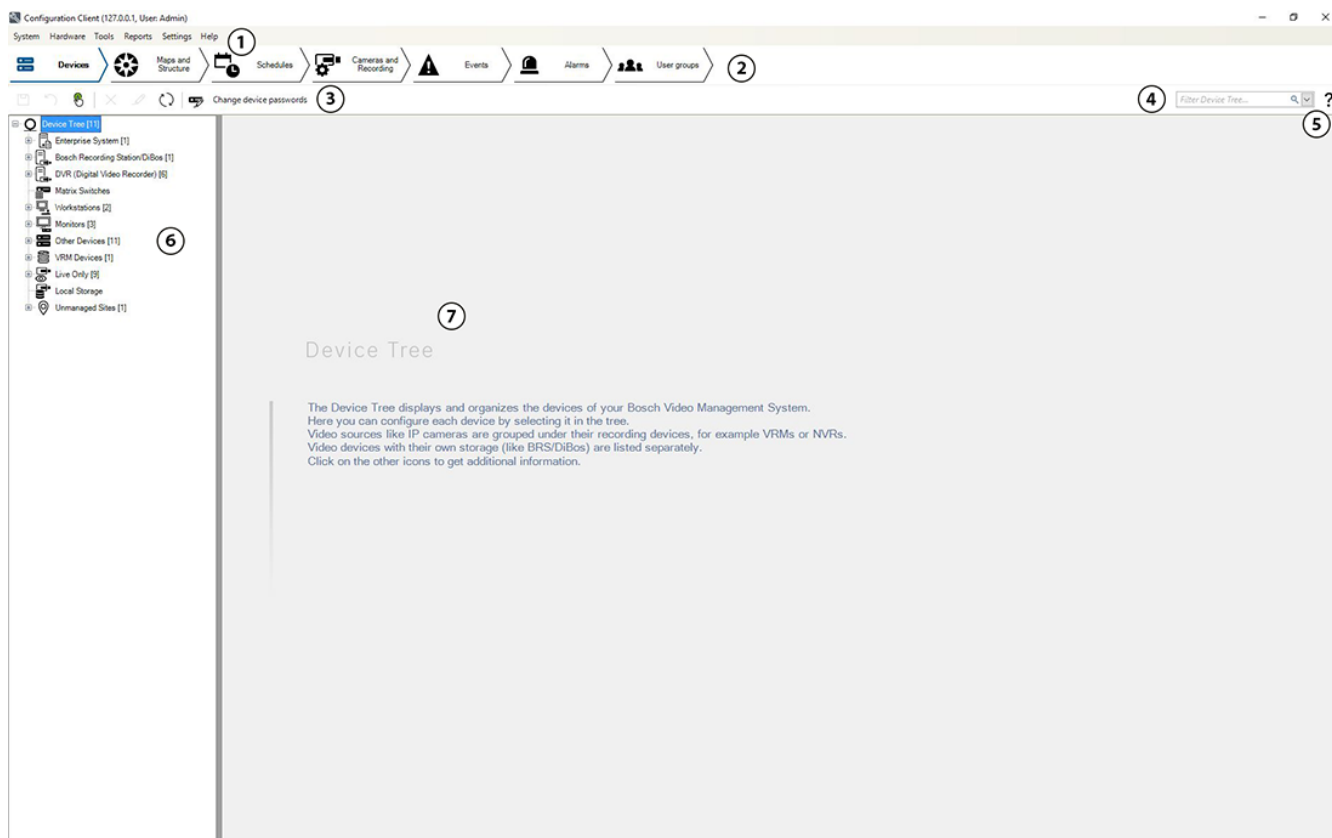 Configuration Client (127.0.0.1, User: Admin)
System Hardware Tools Reports Settings Help
1
Devices
Maps and
Structure
Schedules
Cameras and
Recording
Events
Alarms
User groups
2
Change device passwords
3
4
Filter Device Tree...
?
5
Device Tree [11]
Enterprise System [1]
Bosch Recording Station/DiBos [1]
DVR (Digital Video Recorder) [6]
Matrix Switches
Workstations [2]
Monitors [3]
Other Devices [11]
6
VRM Devices [1]
Live Only [9]
Local Storage
Unmanaged Sites [1]
7
Device Tree
The Device Tree displays and organizes the devices of your Bosch Video Management System.
Here you can configure each device by selecting it in the tree.
Video sources like IP cameras are grouped under their recording devices, for example VRMs or NVRs.
Video devices with their own storage (like BRS/DiBos) are listed separately.
Click on the other icons to get additional information.